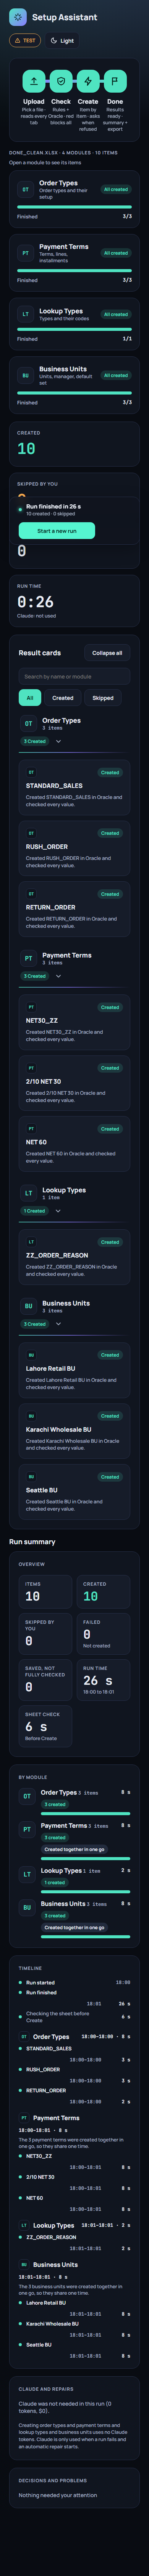 Setup Assistant
TEST
Light
Upload
Pick a file · reads every tab
Check
Rules + Oracle · red blocks all
Create
Item by item · asks when refused
Done
Results ready · summary + export
DONE_CLEAN.XLSX · 4 MODULES · 10 ITEMS
Open a module to see its items
OT
Order Types
Order types and their setup
All created
Finished
3/3
PT
Payment Terms
Terms, lines, installments
All created
Finished
3/3
LT
Lookup Types
Types and their codes
All created
Finished
1/1
BU
Business Units
Units, manager, default set
All created
Finished
3/3
CREATED
10
SKIPPED BY YOU
Run finished in 26 s
10 created · 0 skipped
Start a new run
0
RUN TIME
0:26
Claude · not used
Result cards
Collapse all
Search by name or module
All
Created
Skipped
OT
Order Types
3 items
3 Created
OT
Created
STANDARD_SALES
Created STANDARD_SALES in Oracle and checked every value.
OT
Created
RUSH_ORDER
Created RUSH_ORDER in Oracle and checked every value.
OT
Created
RETURN_ORDER
Created RETURN_ORDER in Oracle and checked every value.
PT
Payment Terms
3 items
3 Created
PT
Created
NET30_ZZ
Created NET30_ZZ in Oracle and checked every value.
PT
Created
2/10 NET 30
Created 2/10 NET 30 in Oracle and checked every value.
PT
Created
NET 60
Created NET 60 in Oracle and checked every value.
LT
Lookup Types
1 item
1 Created
LT
Created
ZZ_ORDER_REASON
Created ZZ_ORDER_REASON in Oracle and checked every value.
BU
Business Units
3 items
3 Created
BU
Created
Lahore Retail BU
Created Lahore Retail BU in Oracle and checked every value.
BU
Created
Karachi Wholesale BU
Created Karachi Wholesale BU in Oracle and checked every value.
BU
Created
Seattle BU
Created Seattle BU in Oracle and checked every value.
Run summary
OVERVIEW
ITEMS
10
CREATED
10
SKIPPED BY YOU
0
FAILED
0
Not created
SAVED, NOT FULLY CHECKED
0
RUN TIME
26 s
18:00 to 18:01
SHEET CHECK
6 s
Before Create
BY MODULE
OT
Order Types 3 items
8 s
3 created
PT
Payment Terms 3 items
8 s
3 created
Created together in one go
LT
Lookup Types 1 item
2 s
1 created
BU
Business Units 3 items
8 s
3 created
Created together in one go
TIMELINE
Run started
18:00
Run finished
18:01
26 s
Checking the sheet before Create
6 s
OT
Order Types
18:00–18:00 · 8 s
STANDARD_SALES
18:00–18:00
3 s
RUSH_ORDER
18:00–18:00
3 s
RETURN_ORDER
18:00–18:00
2 s
PT
Payment Terms
18:00–18:01 · 8 s
The 3 payment terms were created together in one go, so they share one time.
NET30_ZZ
18:00–18:01
8 s
2/10 NET 30
18:00–18:01
8 s
NET 60
18:00–18:01
8 s
LT
Lookup Types
18:01–18:01 · 2 s
ZZ_ORDER_REASON
18:01–18:01
2 s
BU
Business Units
18:01–18:01 · 8 s
The 3 business units were created together in one go, so they share one time.
Lahore Retail BU
18:01–18:01
8 s
Karachi Wholesale BU
18:01–18:01
8 s
Seattle BU
18:01–18:01
8 s
CLAUDE AND REPAIRS
Claude was not needed in this run (0 tokens, $0).
Creating order types and payment terms and lookup types and business units uses no Claude tokens. Claude is only used when a run fails and an automatic repair starts.
DECISIONS AND PROBLEMS
Nothing needed your attention